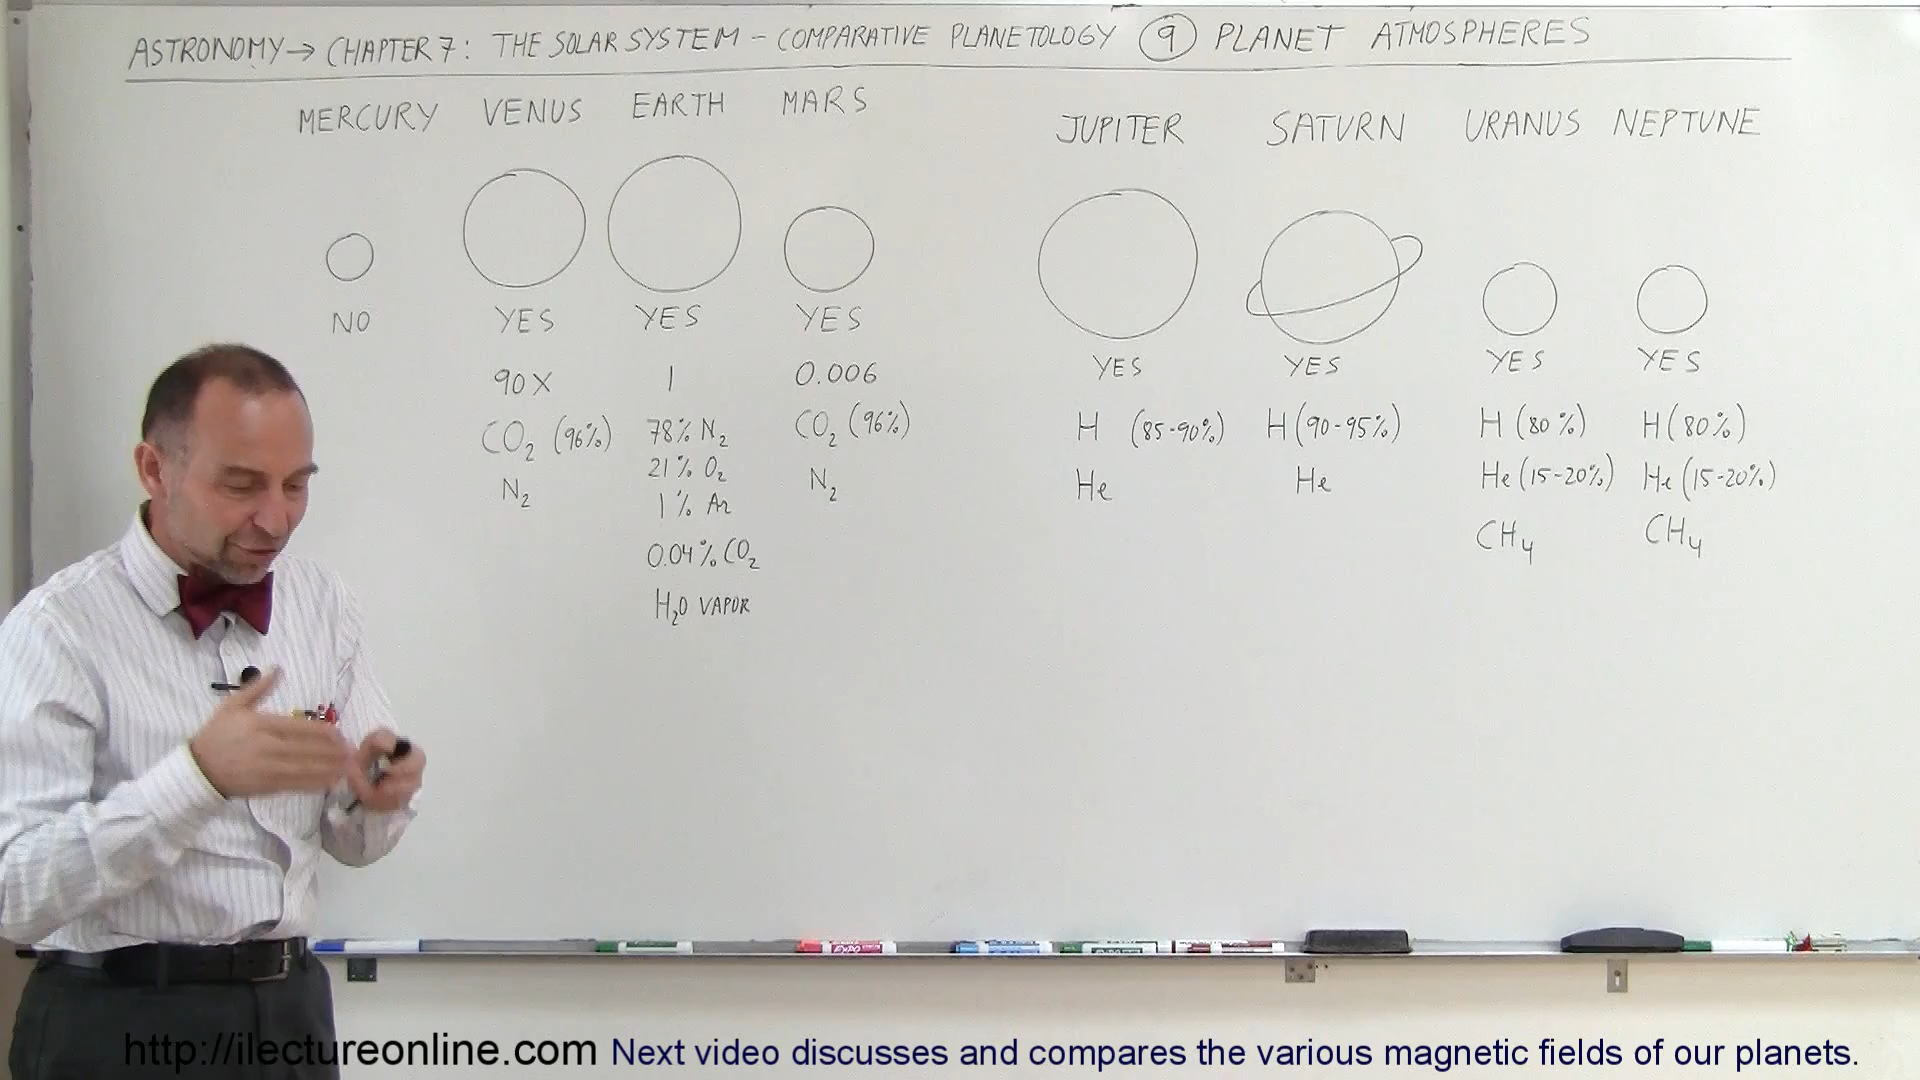 ASTRONOMY → CHAPTER 7: THE SOLAR SYSTEM – COMPARATIVE PLANETOLOGY 9 PLANET ATMOSPHERES
MERCURY VENUS EARTH MARS JUPITER SATURN URANUS NEPTUNE
NO YES YES YES YES YES YES YES
90X 1 0.006
CO₂ (96%) 78% N₂ CO₂ (96%) H (85-90%) H (90-95%) H (80%) H (80%)
21% O₂
N₂ 1% Ar N₂ He He He (15-20%) He (15-20%)
0.04% CO₂ CH₄ CH₄
H₂O VAPOR
http://ilectureonline.com Next video discusses and compares the various magnetic fields of our planets.